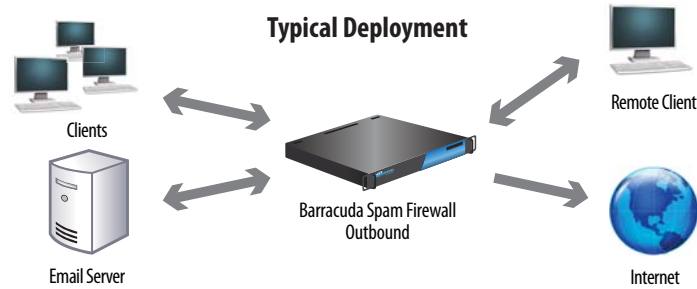 Typical Deployment
Clients
Remote Client
Barracuda Spam Firewall
Outbound
Email Server
Internet